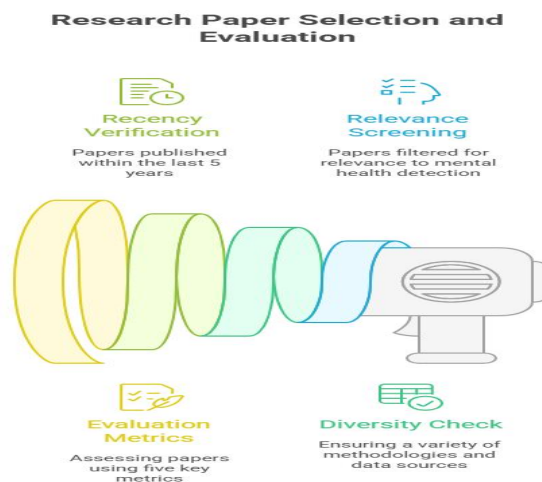 Research Paper Selection and
Evaluation
Recency
Verification
Papers published
within the last 5
years
Relevance
Screening
Papers filtered for
relevance to mental
health detection
Evaluation
Metrics
Assessing papers
using five key
metrics
Diversity Check
Ensuring a variety of
methodologies and
data sources